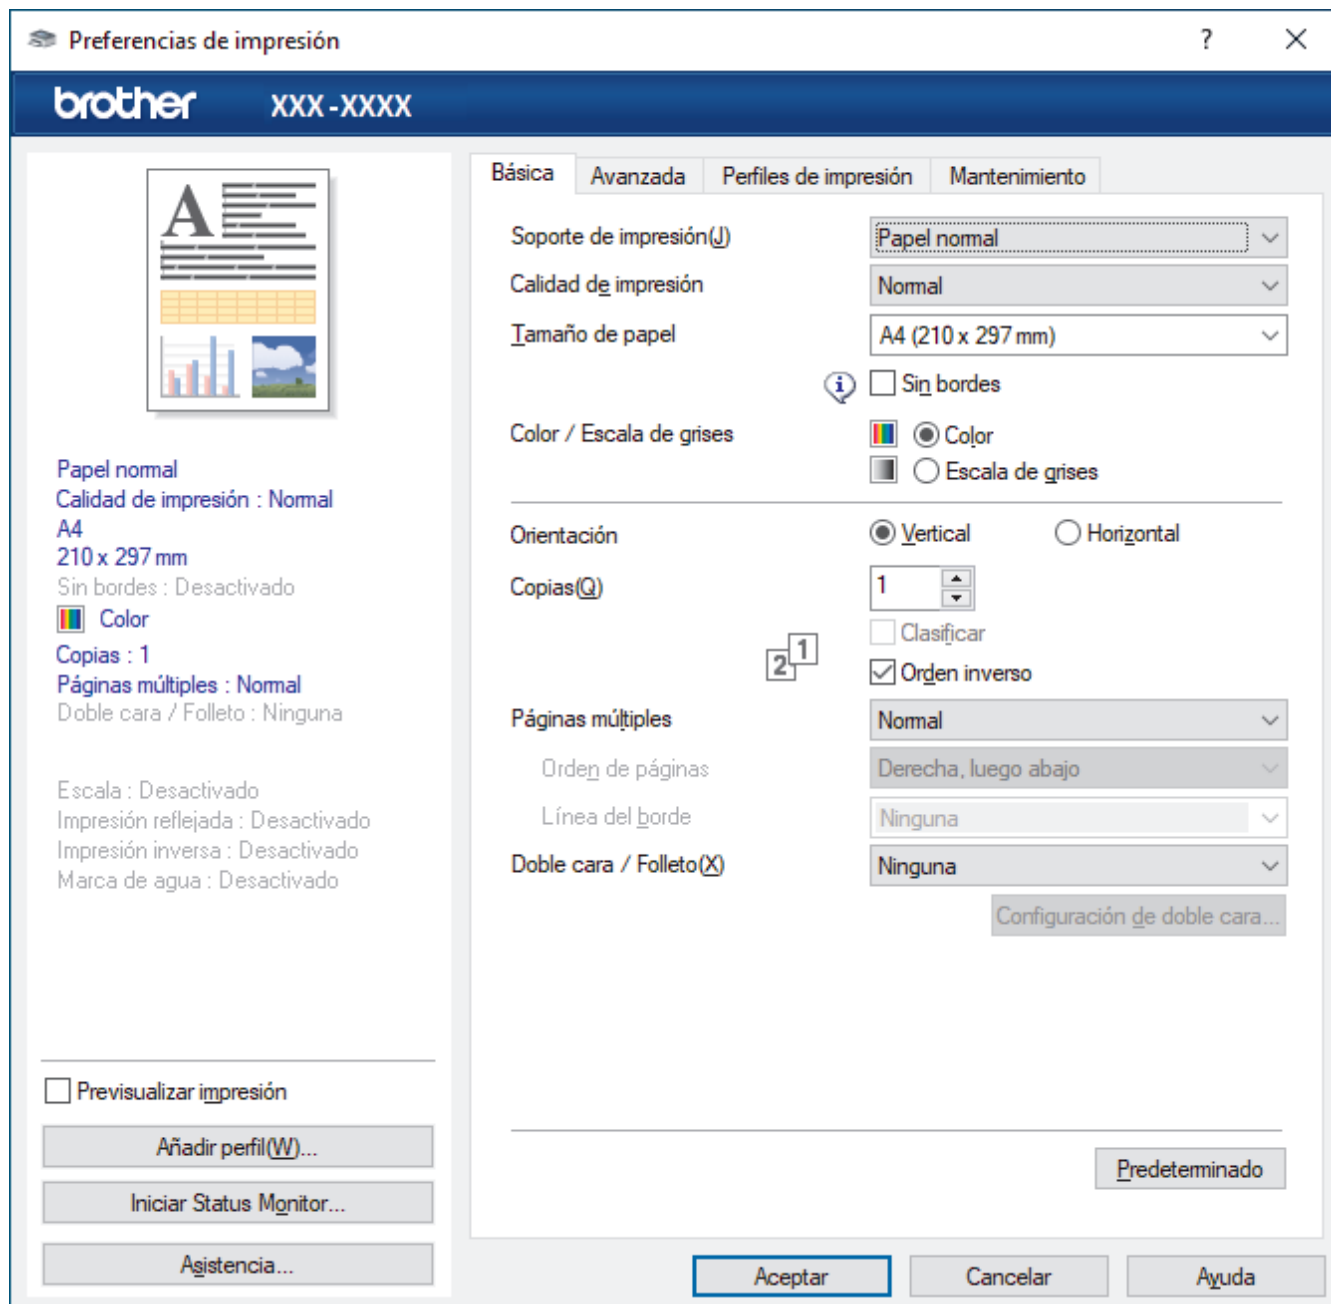 Preferencias de impresión ? ×
brother XXX-XXXX
A
Papel normal
Calidad de impresión : Normal
A4
210 x 297 mm
Sin bordes : Desactivado
Color
Copias : 1
Páginas múltiples : Normal
Doble cara / Folleto : Ninguna
Escala : Desactivado
Impresión reflejada : Desactivado
Impresión inversa : Desactivado
Marca de agua : Desactivado
Previsualizar impresión
Añadir perfil(W)...
Iniciar Status Monitor...
Asistencia...
Básica Avanzada Perfiles de impresión Mantenimiento
Soporte de impresión(J) Papel normal
Calidad de impresión Normal
Tamaño de papel A4 (210 x 297 mm)
i Sin bordes
Color / Escala de grises Color
Escala de grises
Orientación Vertical Horizontal
Copias(Q) 1
Clasificar
2 1
Orden inverso
Páginas múltiples Normal
Orden de páginas Derecha, luego abajo
Línea del borde Ninguna
Doble cara / Folleto(X) Ninguna
Configuración de doble cara...
Predeterminado
Aceptar Cancelar Ayuda